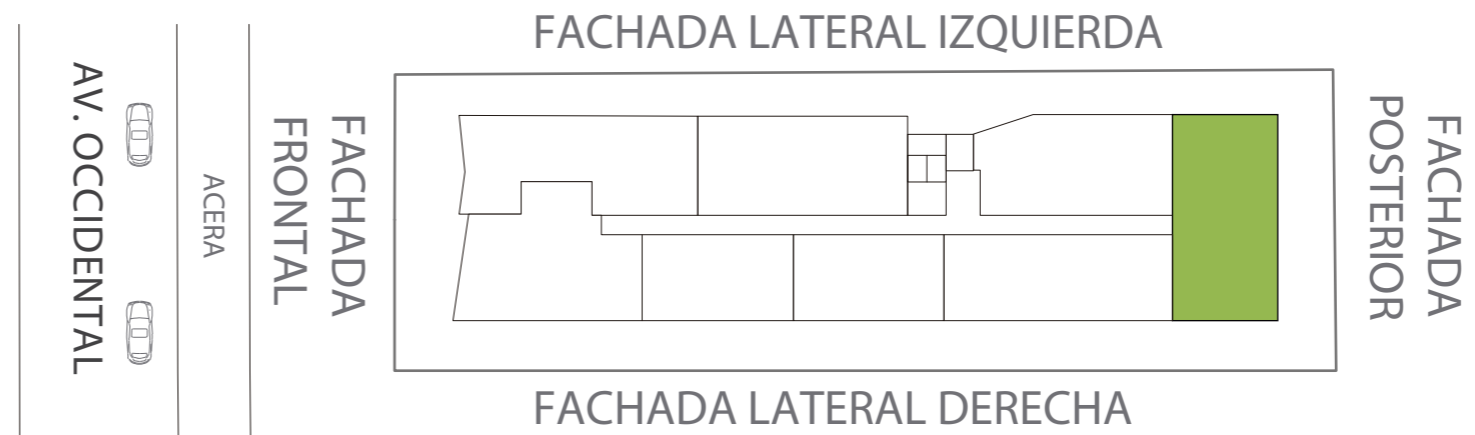 FACHADA LATERAL IZQUIERDA
AV. OCCIDENTAL
ACERA
FACHADA
FRONTAL
FACHADA
POSTERIOR
FACHADA LATERAL DERECHA